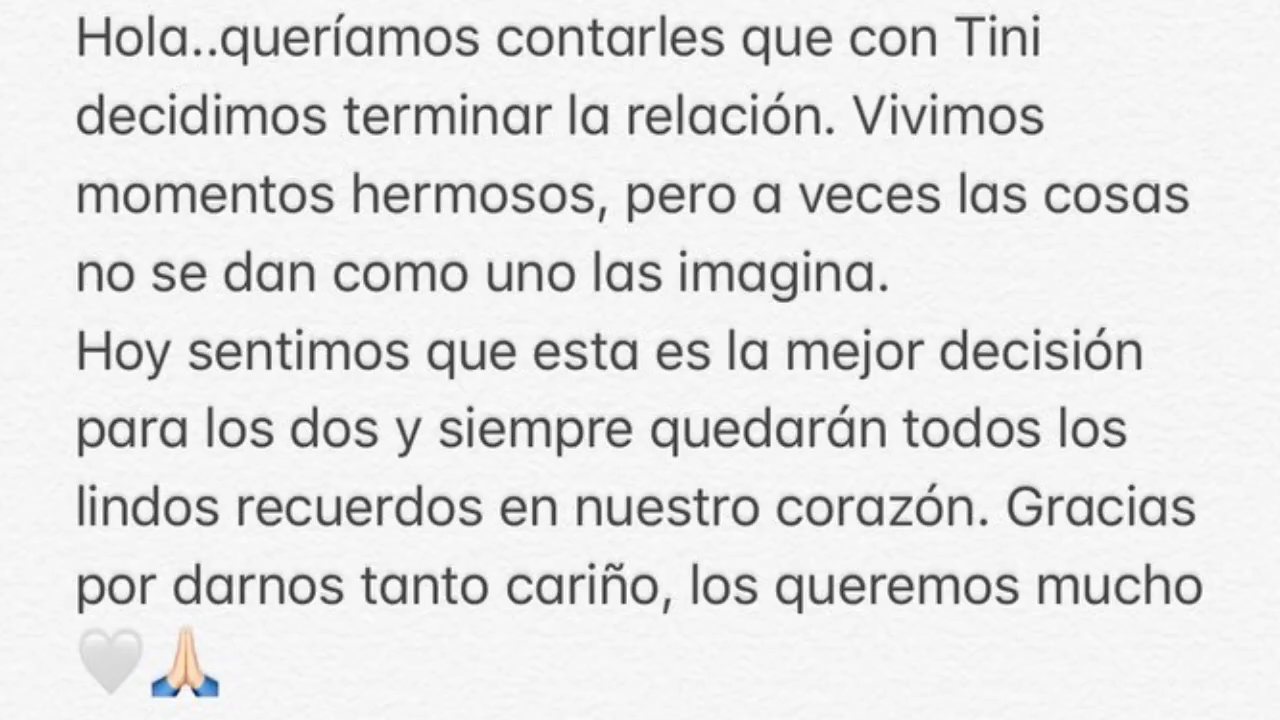 Hola..queríamos contarles que con Tini
decidimos terminar la relación. Vivimos
momentos hermosos, pero a veces las cosas
no se dan como uno las imagina.
Hoy sentimos que esta es la mejor decisión
para los dos y siempre quedarán todos los
lindos recuerdos en nuestro corazón. Gracias
por darnos tanto cariño, los queremos mucho
🤍🙏🏻